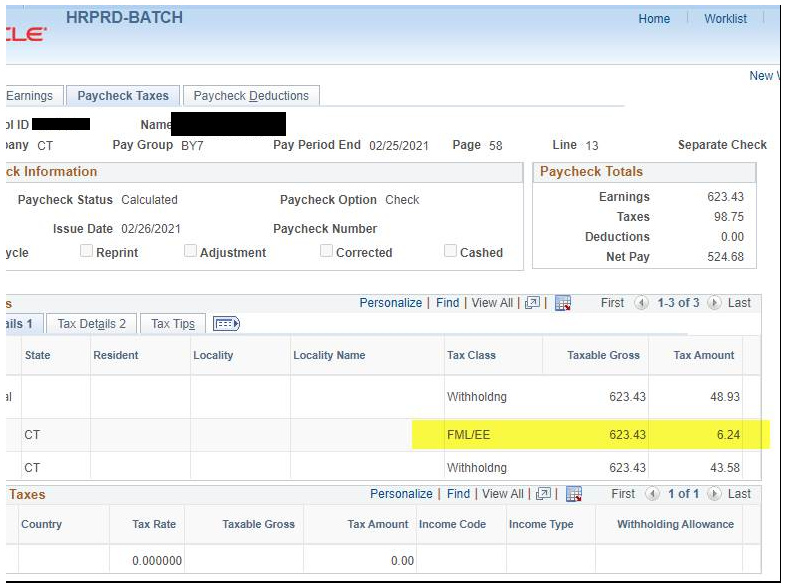 HRPRD-BATCH
Home Worklist
CLE
New
Earnings Paycheck Taxes Paycheck Deductions
ol ID Name
pany CT Pay Group BY7 Pay Period End 02/25/2021 Page 58 Line 13 Separate Check
ck Information Paycheck Totals
Paycheck Status Calculated Paycheck Option Check
Earnings 623.43
Taxes 98.75
Issue Date 02/26/2021 Paycheck Number
Deductions 0.00
ycle Reprint Adjustment Corrected Cashed
Net Pay 524.68
s Personalize | Find | View All | | First 1-3 of 3 Last
ails 1 Tax Details 2 Tax Tips
State Resident Locality Locality Name Tax Class Taxable Gross Tax Amount
al Withholdng 623.43 48.93
CT FML/EE 623.43 6.24
CT Withholdng 623.43 43.58
Taxes Personalize | Find | View All | | First 1 of 1 Last
Country Tax Rate Taxable Gross Tax Amount Income Code Income Type Withholding Allowance
0.000000 0.00